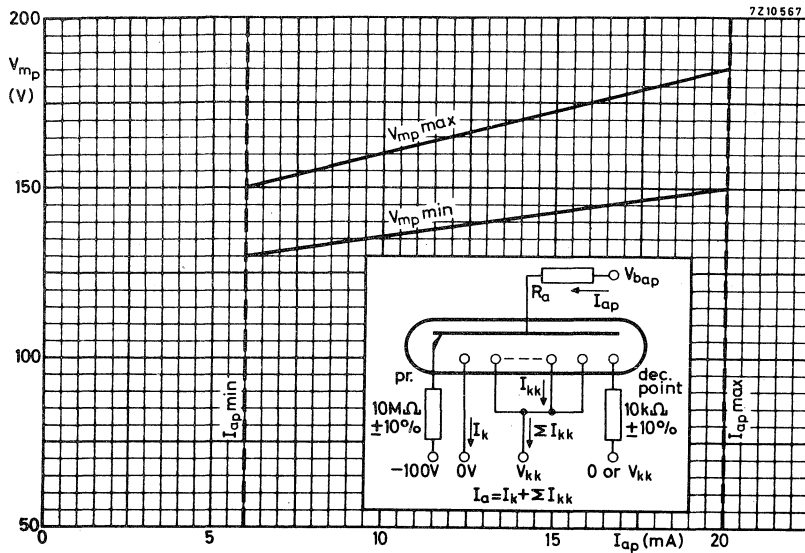 7Z10567
200
V_mp
(V)
150
100
50
V_mp max
V_mp min
I_ap min
I_ap max
R_a
V_bap
I_ap
pr.
dec.
point
I_kk
10MΩ
±10%
I_k
Σ I_kk
10kΩ
±10%
-100V
0V
V_kk
0 or V_kk
I_a=I_k+Σ I_kk
0
5
10
15
I_ap (mA)
20